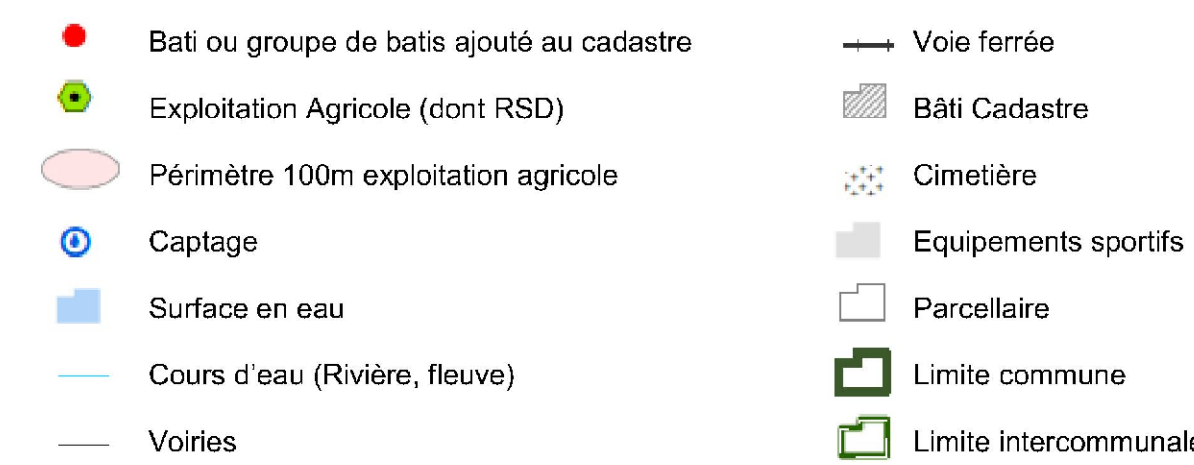 Bati ou groupe de batis ajouté au cadastre
Exploitation Agricole (dont RSD)
Périmètre 100m exploitation agricole
Captage
Surface en eau
Cours d'eau (Rivière, fleuve)
Voiries
Voie ferrée
Bâti Cadastre
Cimetière
Equipements sportifs
Parcellaire
Limite commune
Limite intercommunale